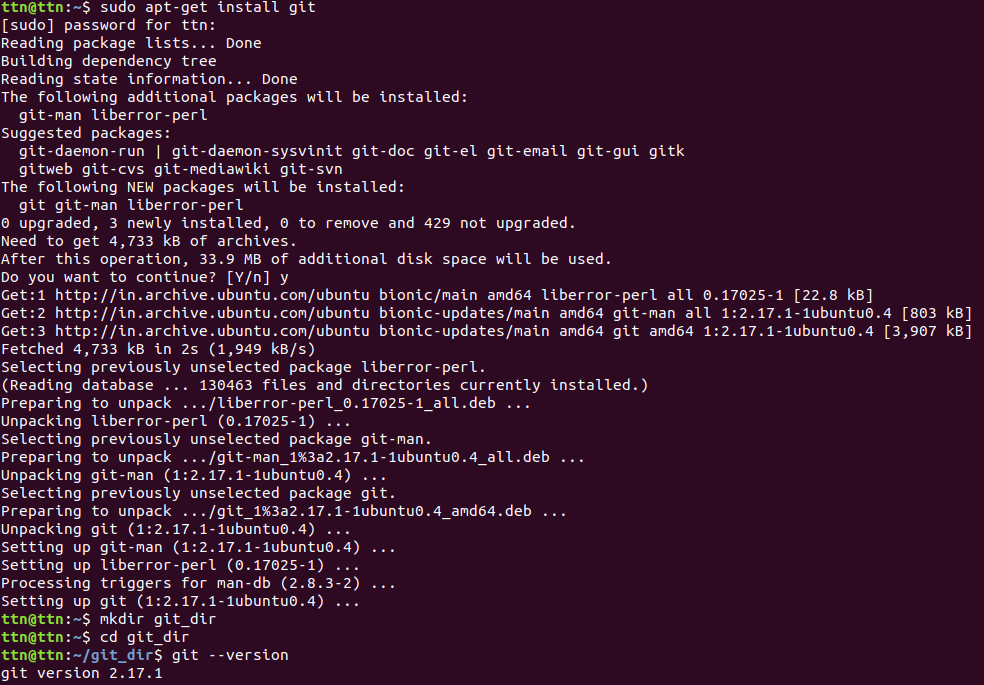 ttn@ttn:~$ sudo apt-get install git
[sudo] password for ttn:
Reading package lists... Done
Building dependency tree
Reading state information... Done
The following additional packages will be installed:
  git-man liberror-perl
Suggested packages:
  git-daemon-run | git-daemon-sysvinit git-doc git-el git-email git-gui gitk
  gitweb git-cvs git-mediawiki git-svn
The following NEW packages will be installed:
  git git-man liberror-perl
0 upgraded, 3 newly installed, 0 to remove and 429 not upgraded.
Need to get 4,733 kB of archives.
After this operation, 33.9 MB of additional disk space will be used.
Do you want to continue? [Y/n] y
Get:1 http://in.archive.ubuntu.com/ubuntu bionic/main amd64 liberror-perl all 0.17025-1 [22.8 kB]
Get:2 http://in.archive.ubuntu.com/ubuntu bionic-updates/main amd64 git-man all 1:2.17.1-1ubuntu0.4 [803 kB]
Get:3 http://in.archive.ubuntu.com/ubuntu bionic-updates/main amd64 git amd64 1:2.17.1-1ubuntu0.4 [3,907 kB]
Fetched 4,733 kB in 2s (1,949 kB/s)
Selecting previously unselected package liberror-perl.
(Reading database ... 130463 files and directories currently installed.)
Preparing to unpack .../liberror-perl_0.17025-1_all.deb ...
Unpacking liberror-perl (0.17025-1) ...
Selecting previously unselected package git-man.
Preparing to unpack .../git-man_1%3a2.17.1-1ubuntu0.4_all.deb ...
Unpacking git-man (1:2.17.1-1ubuntu0.4) ...
Selecting previously unselected package git.
Preparing to unpack .../git_1%3a2.17.1-1ubuntu0.4_amd64.deb ...
Unpacking git (1:2.17.1-1ubuntu0.4) ...
Setting up git-man (1:2.17.1-1ubuntu0.4) ...
Setting up liberror-perl (0.17025-1) ...
Processing triggers for man-db (2.8.3-2) ...
Setting up git (1:2.17.1-1ubuntu0.4) ...
ttn@ttn:~$ mkdir git_dir
ttn@ttn:~$ cd git_dir
ttn@ttn:~/git_dir$ git --version
git version 2.17.1